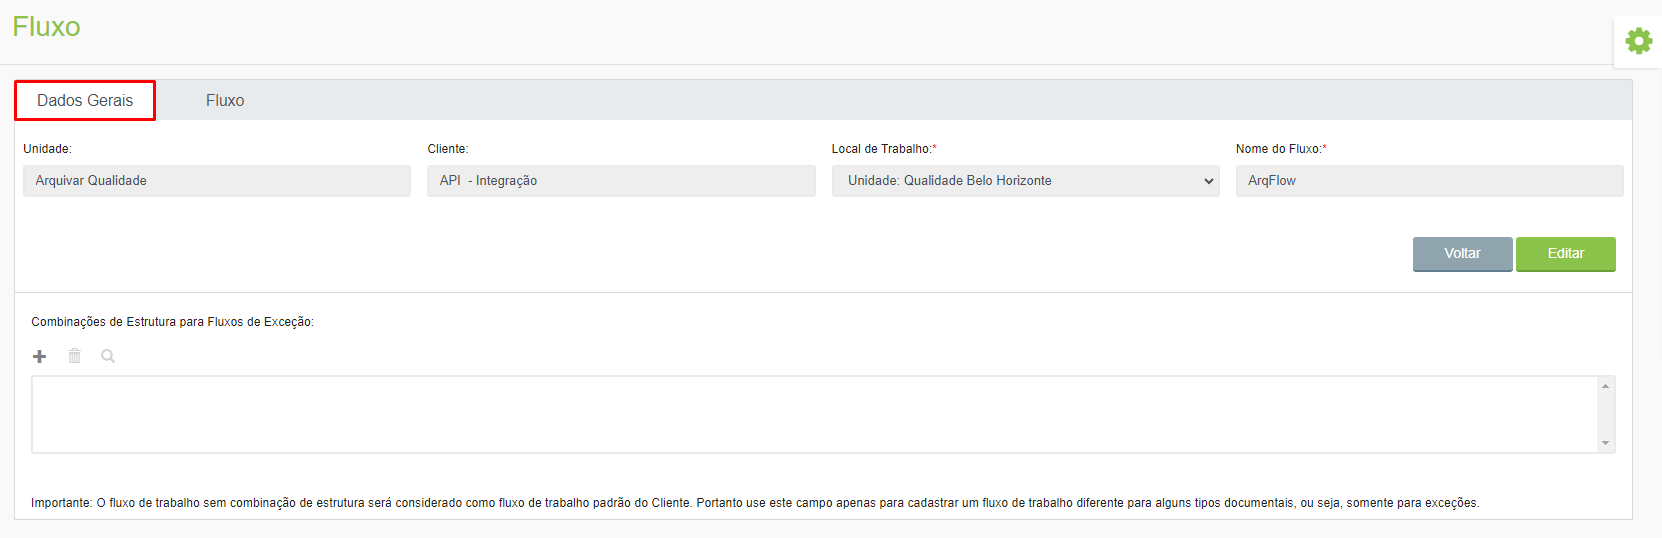 Fluxo
Dados Gerais Fluxo
Unidade: Cliente: Local de Trabalho:* Nome do Fluxo:*
Arquivar Qualidade API - Integração Unidade: Qualidade Belo Horizonte ArqFlow
Voltar Editar
Combinações de Estrutura para Fluxos de Exceção:
Importante: O fluxo de trabalho sem combinação de estrutura será considerado como fluxo de trabalho padrão do Cliente. Portanto use este campo apenas para cadastrar um fluxo de trabalho diferente para alguns tipos documentais, ou seja, somente para exceções.